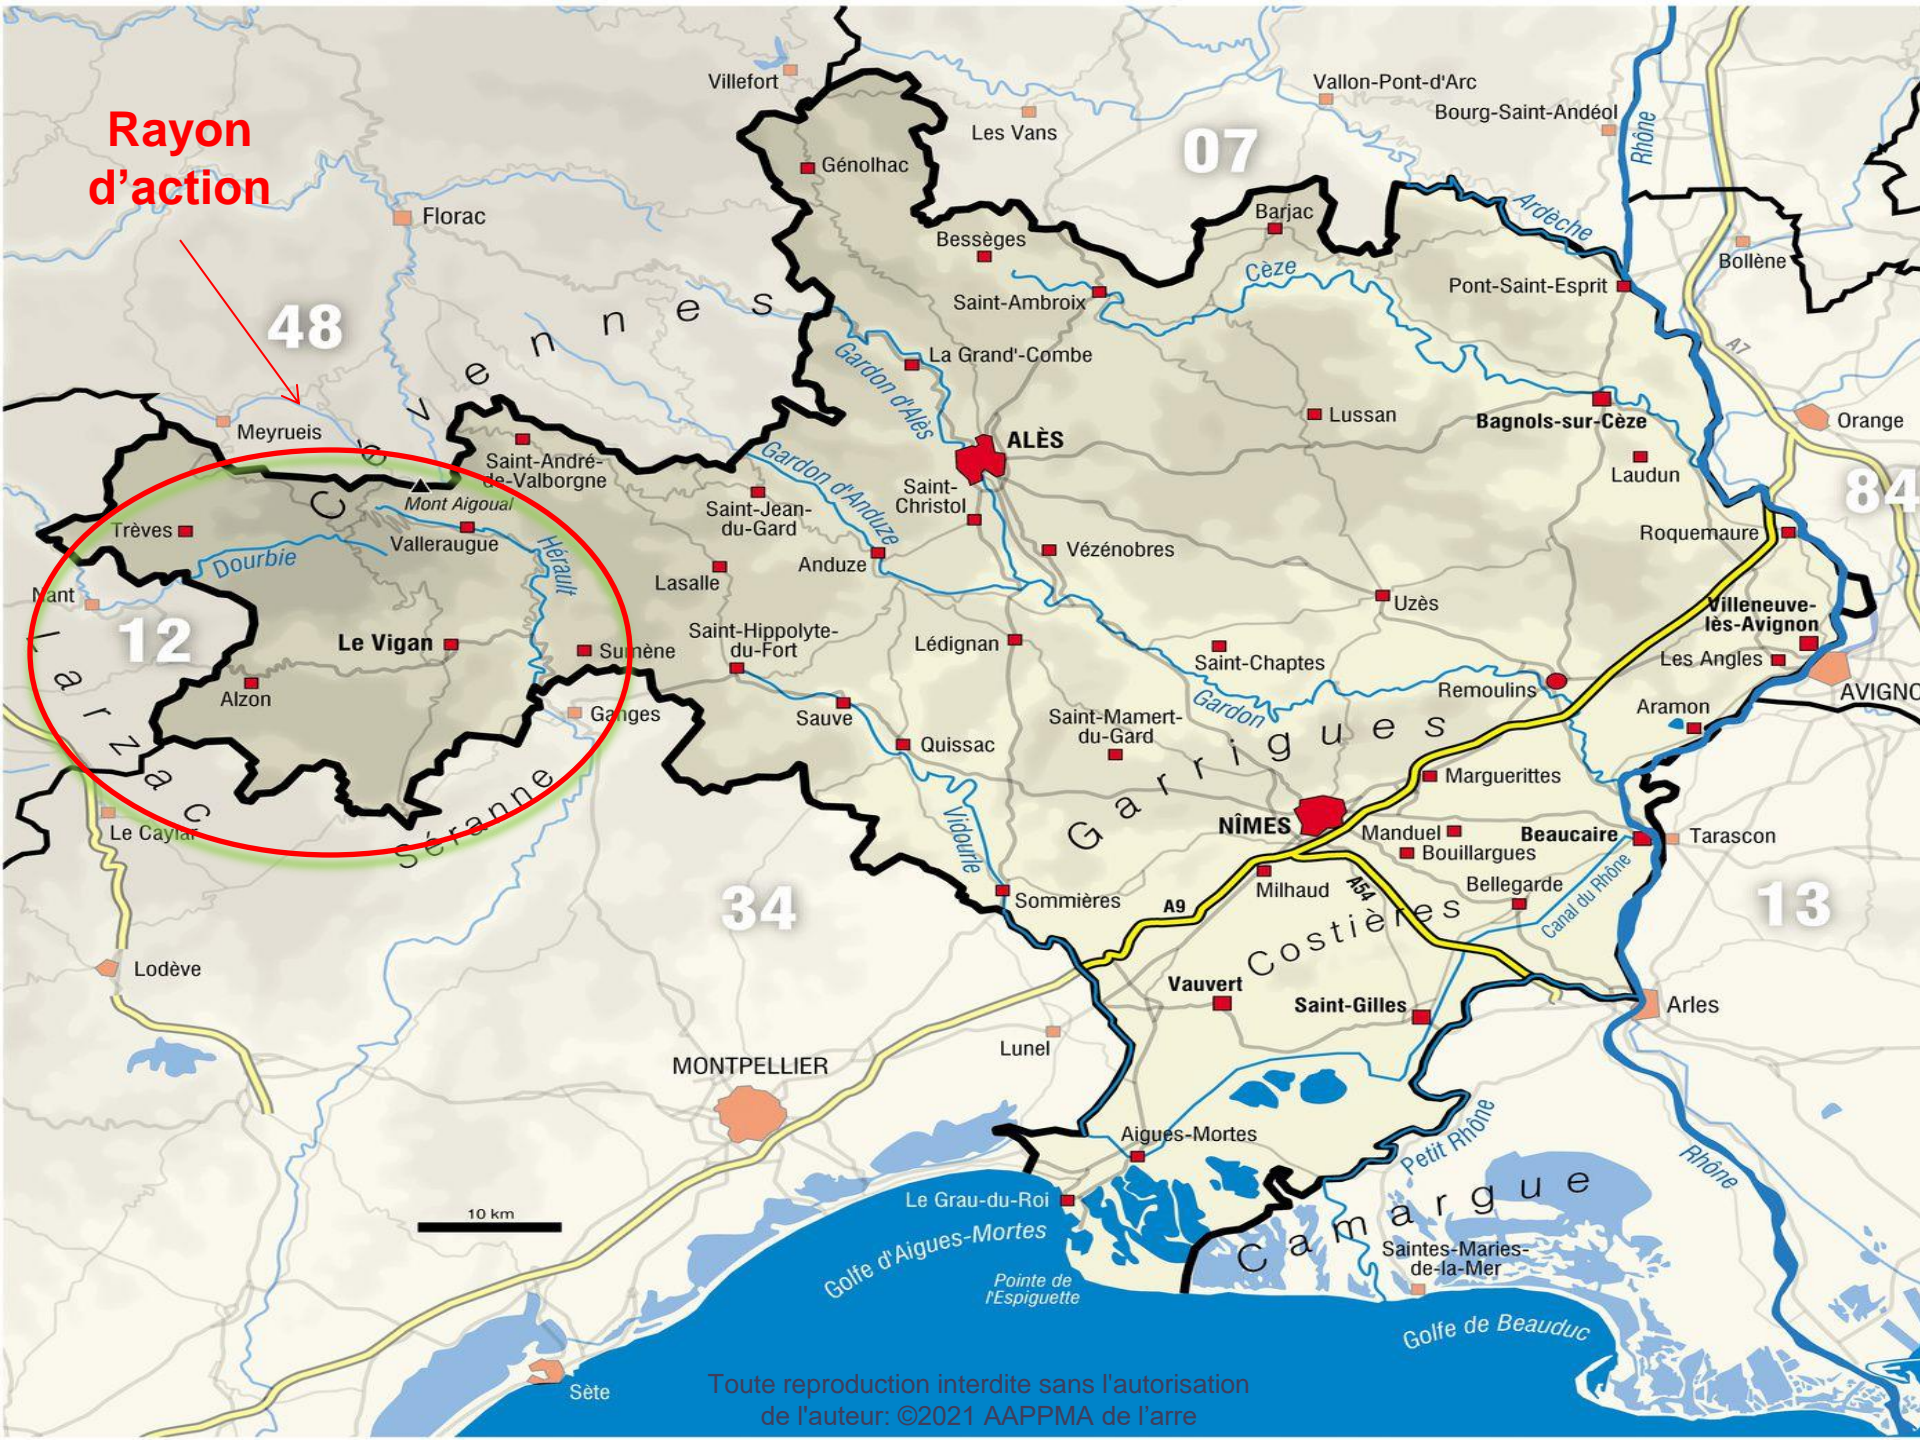 Rayon
d'action
Villefort
Vallon-Pont-d'Arc
Bourg-Saint-Andéol
Les Vans
07
Rhône
Génolhac
Florac
Barjac
Ardèche
Bessèges
Cèze
Bollène
Saint-Ambroix
Pont-Saint-Esprit
48
Cévennes
A7
La Grand'-Combe
Gardon d'Alès
Lussan
Bagnols-sur-Cèze
Orange
Meyrueis
ALÈS
Saint-André-
de-Valborgne
Gardon d'Anduze
Laudun
84
Mont Aigoual
Saint-
Christol
Saint-Jean-
du-Gard
Trèves
Valleraugue
Roquemaure
Dourbie
Hérault
Vézénobres
Anduze
Lasalle
Nant
Uzès
Villeneuve-
lès-Avignon
12
Le Vigan
Sumène
Saint-Hippolyte-
du-Fort
Lédignan
Saint-Chaptes
Les Angles
Larzac
Alzon
Remoulins
AVIGNO
Ganges
Sauve
Saint-Mamert-
du-Gard
Gardon
Aramon
Quissac
Garrigues
Marguerittes
Le Caylar
Séranne
Vidourle
NÎMES
Manduel
Bouillargues
Beaucaire
Tarascon
34
Sommières
A9
Milhaud
A54
Bellegarde
Canal du Rhône
13
Costières
Lodève
Vauvert
Saint-Gilles
Arles
Lunel
MONTPELLIER
Aigues-Mortes
Petit Rhône
Rhône
Le Grau-du-Roi
Camargue
10 km
Golfe d'Aigues-Mortes
Saintes-Maries-
de-la-Mer
Pointe de
l'Espiguette
Golfe de Beauduc
Sète
Toute reproduction interdite sans l'autorisation
de l'auteur: ©2021 AAPPMA de l'arre